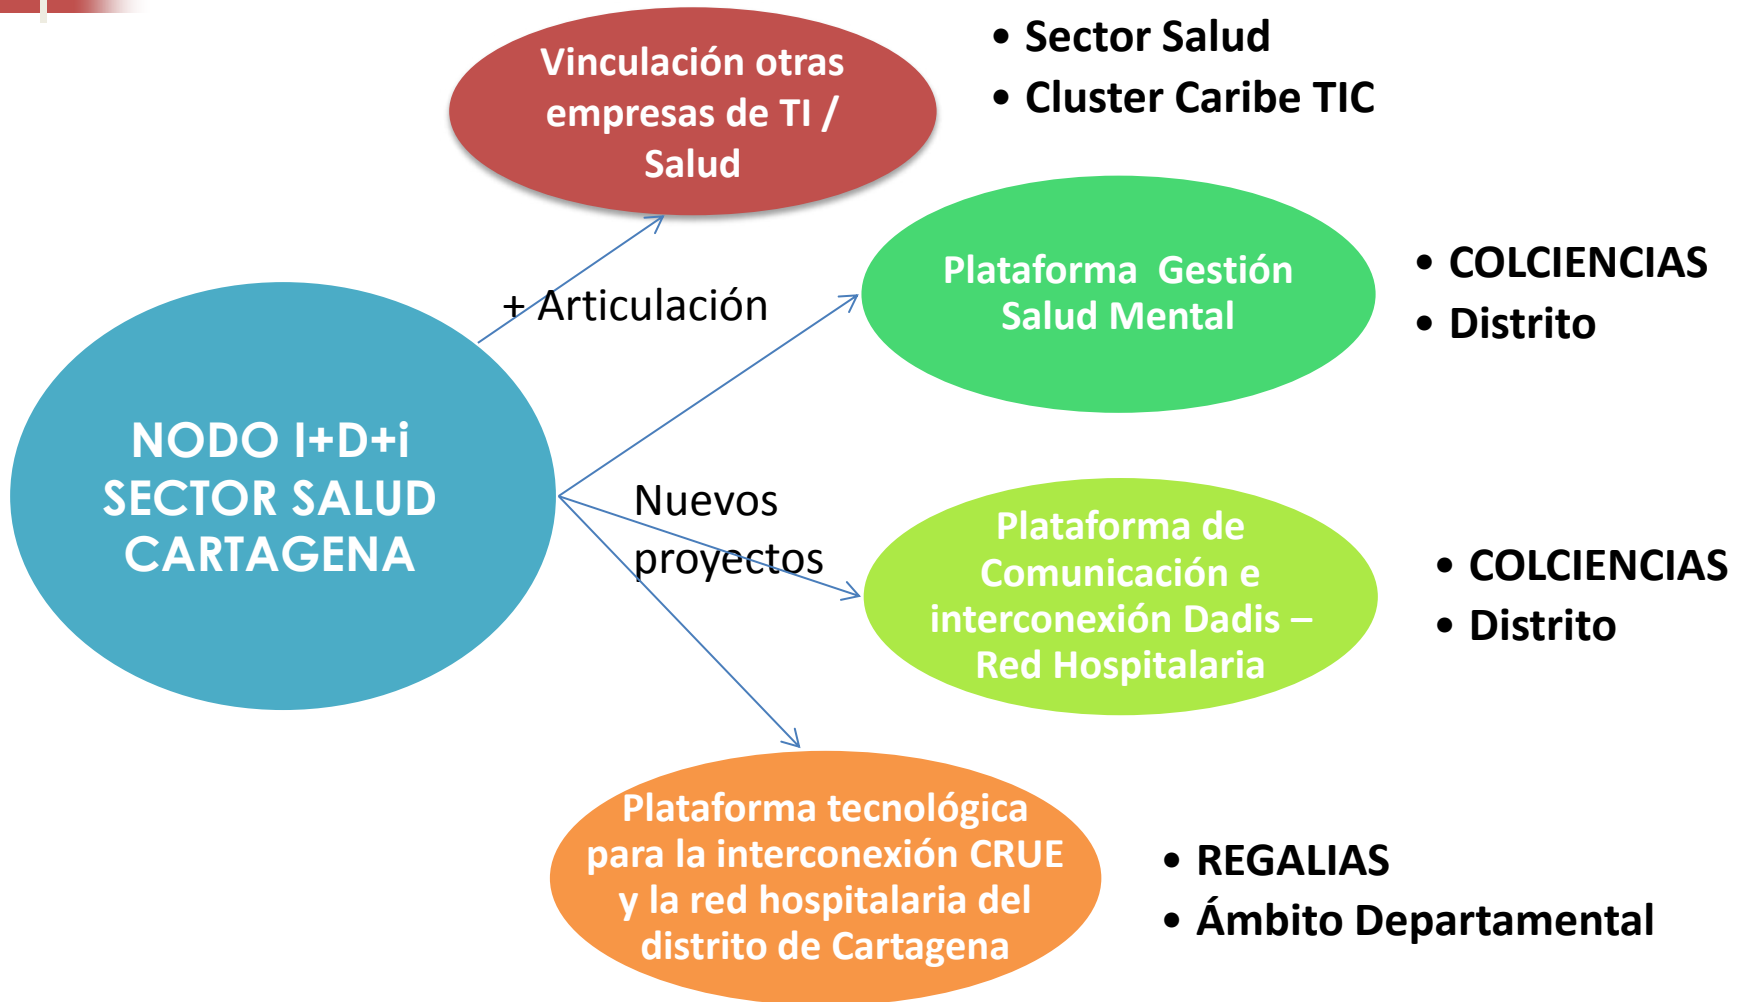 Vinculación otras
empresas de TI /
Salud
• Sector Salud
• Cluster Caribe TIC
+ Articulación
Plataforma Gestión
Salud Mental
• COLCIENCIAS
• Distrito
NODO I+D+i
SECTOR SALUD
CARTAGENA
Nuevos
proyectos
Plataforma de
Comunicación e
interconexión Dadis –
Red Hospitalaria
• COLCIENCIAS
• Distrito
Plataforma tecnológica
para la interconexión CRUE
y la red hospitalaria del
distrito de Cartagena
• REGALIAS
• Ámbito Departamental